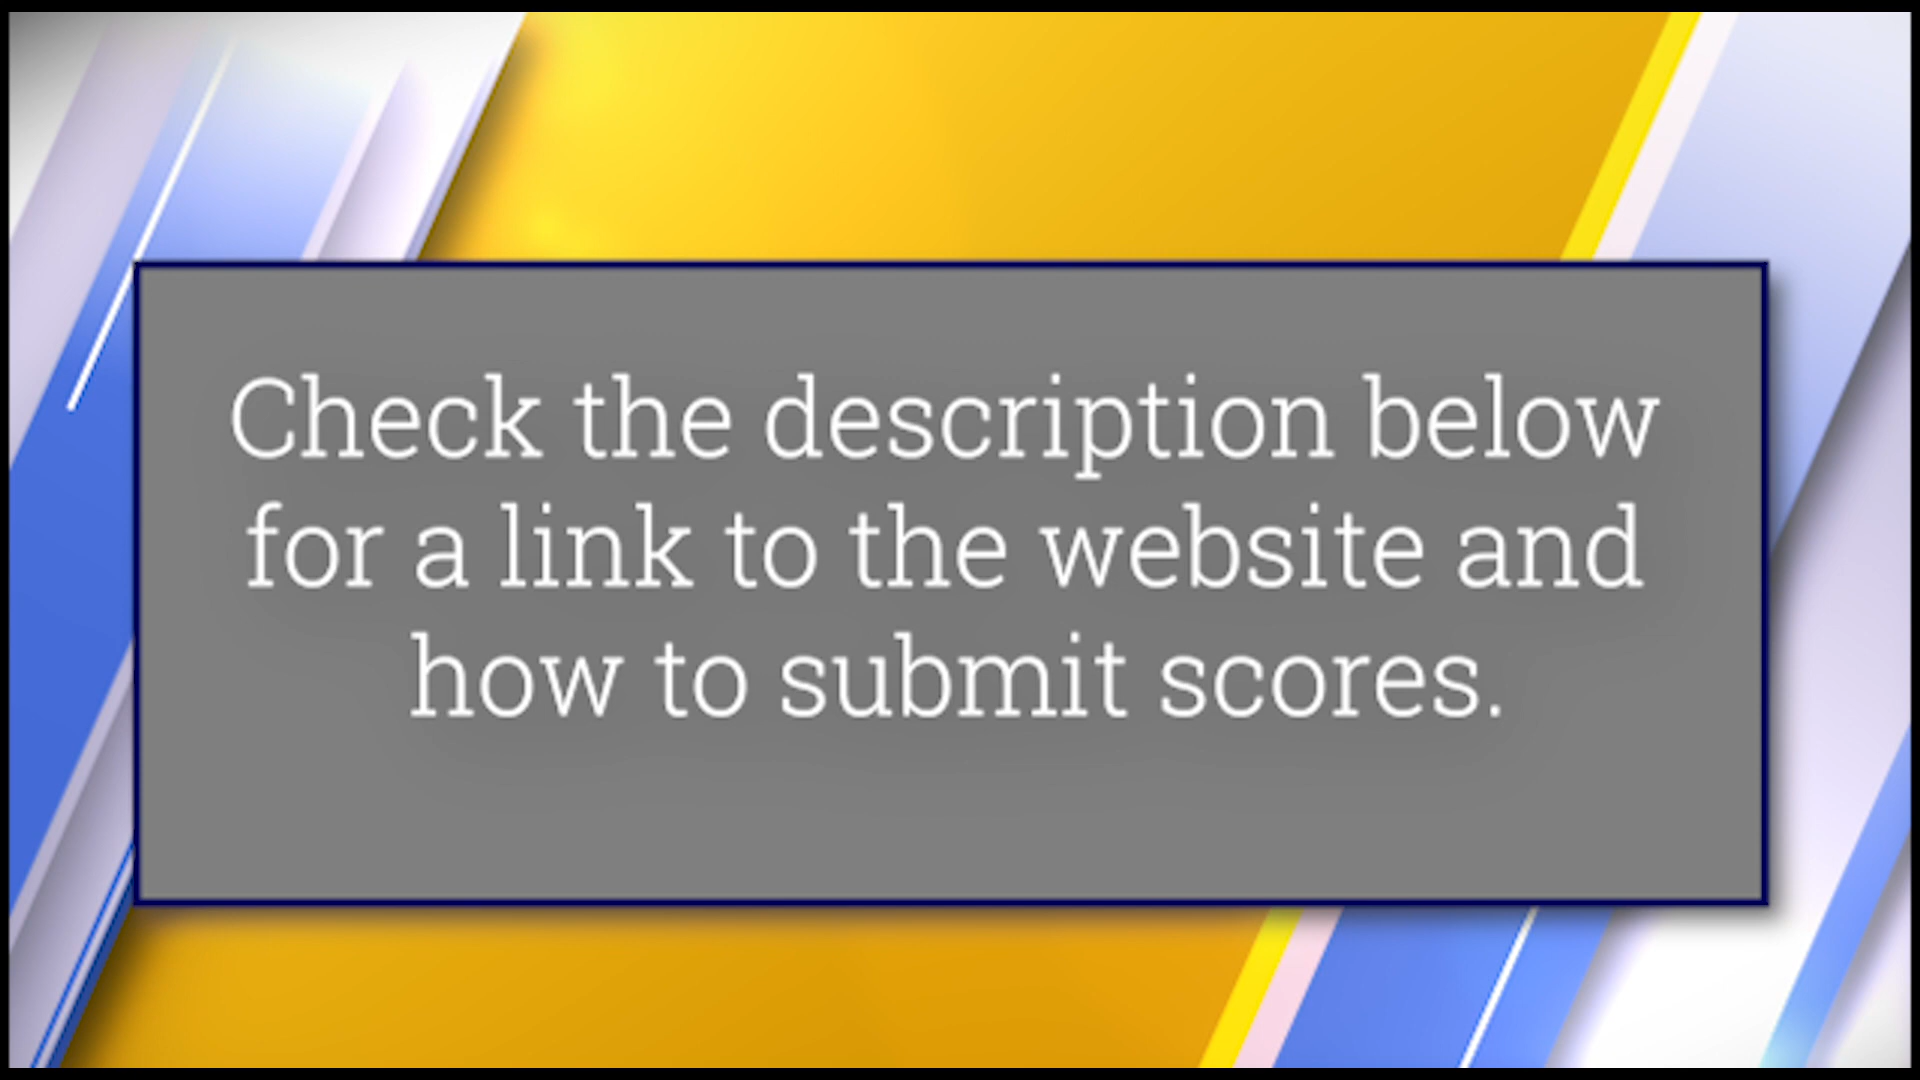 Check the description below
for a link to the website and
how to submit scores.